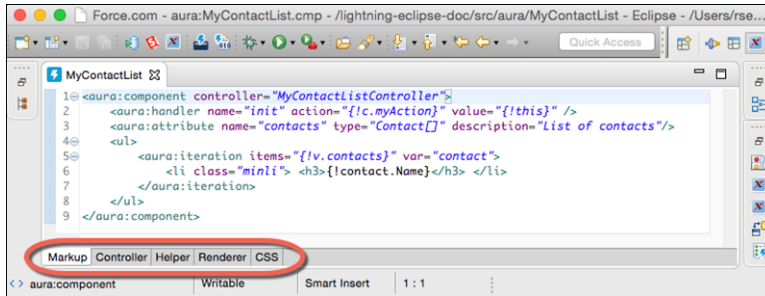 Force.com - aura:MyContactList.cmp - /lightning-eclipse-doc/src/aura/MyContactList - Eclipse - /Users/rse...
Quick Access
MyContactList
1 <aura:component controller="MyContactListController">
2 <aura:handler name="init" action="{!c.myAction}" value="{!this}" />
3 <aura:attribute name="contacts" type="Contact[]" description="List of contacts"/>
4 <ul>
5 <aura:iteration items="{!v.contacts}" var="contact">
6 <li class="minli"> <h3>{!contact.Name}</h3> </li>
7 </aura:iteration>
8 </ul>
9 </aura:component>
Markup Controller Helper Renderer CSS
<> aura:component Writable Smart Insert 1 : 1